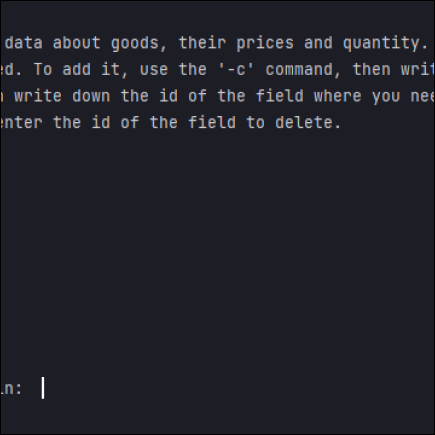 data about goods, their prices and quantity.
ed. To add it, use the '-c' command, then writ
write down the id of the field where you nee
enter the id of the field to delete.
in: